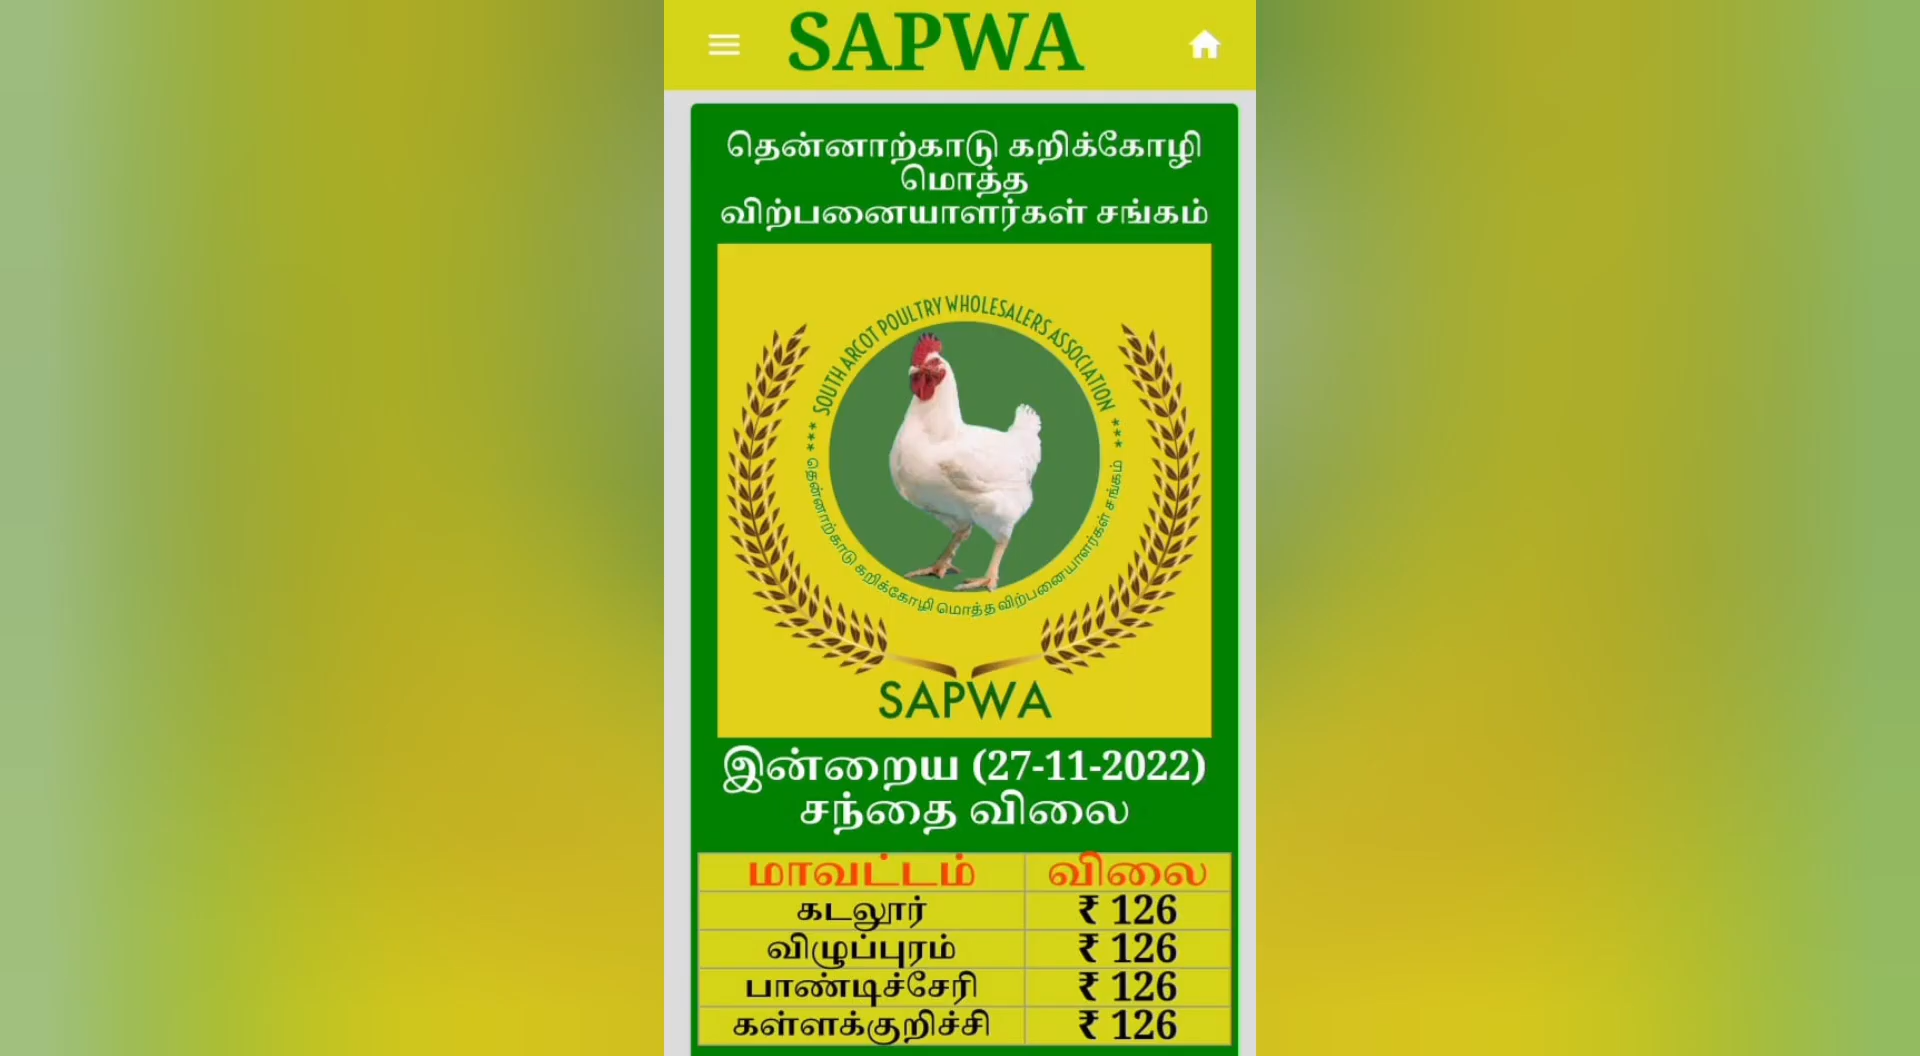 SAPWA
தென்னாற்காடு கறிக்கோழி
மொத்த
விற்பனையாளர்கள் சங்கம்
*** SOUTH ARCOT POULTRY WHOLESALERS ASSOCIATION ***
தென்னாற்காடு கறிக்கோழி மொத்த விற்பனையாளர்கள் சங்கம்
SAPWA
இன்றைய (27-11-2022)
சந்தை விலை
மாவட்டம் விலை
கடலூர் ₹ 126
விழுப்புரம் ₹ 126
பாண்டிச்சேரி ₹ 126
கள்ளக்குறிச்சி ₹ 126